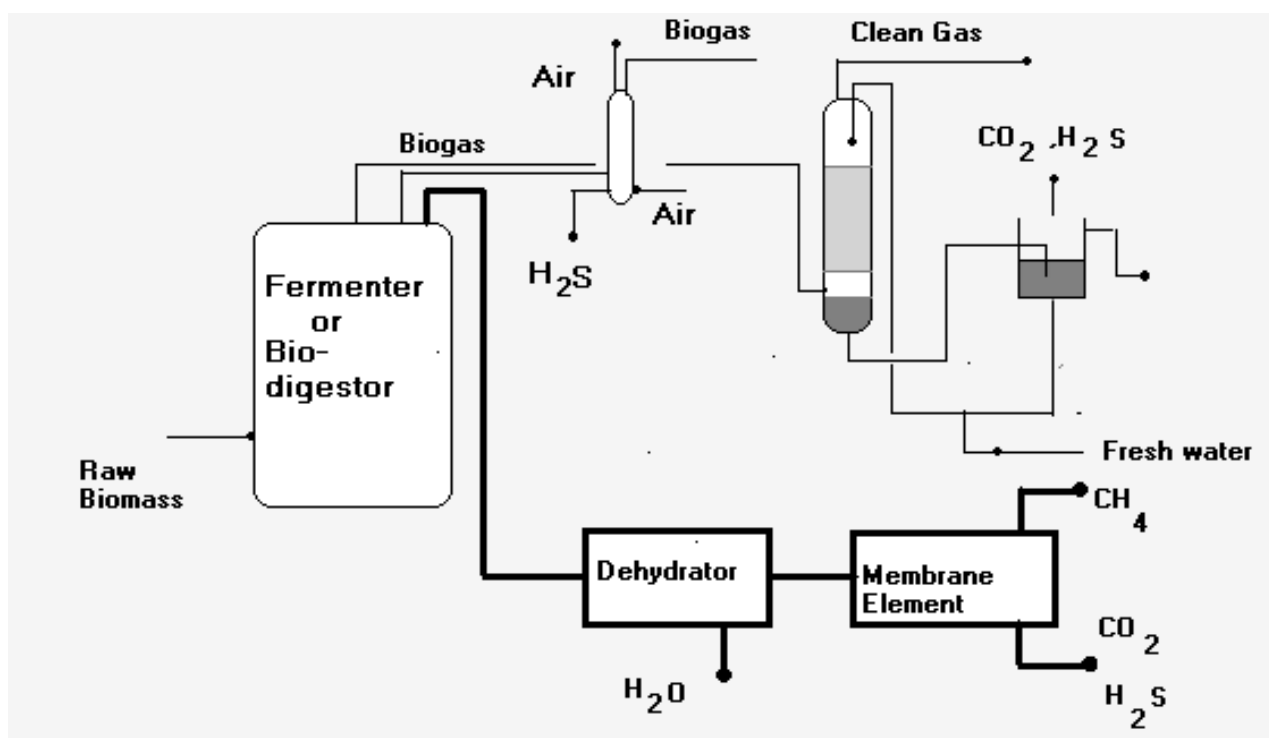 Biogas
Clean Gas
Air
CO2 ,H2 S
Biogas
Air
H2S
Fermenter
or
Bio-
digestor
Raw
Biomass
Fresh water
CH4
Dehydrator
Membrane
Element
CO2
H2O
H2S